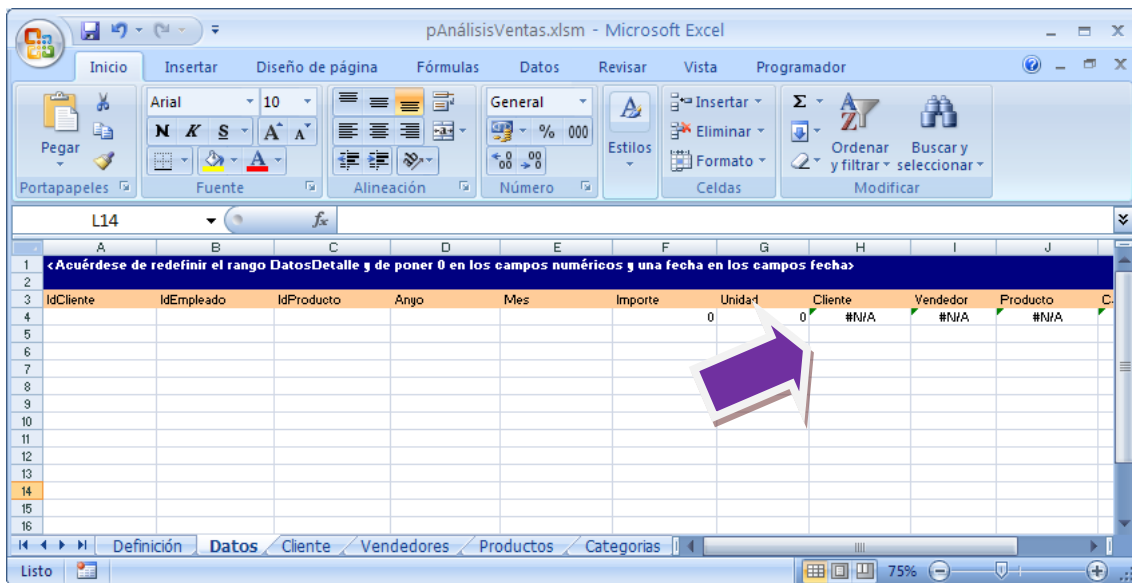 pAnálisisVentas.xlsm - Microsoft Excel
Inicio Insertar Diseño de página Fórmulas Datos Revisar Vista Programador
Pegar
Portapapeles
Arial 10
N K S A A
A
Fuente
Alineación
General
% 000
Número
Estilos
Insertar
Eliminar
Formato
Celdas
Σ
Ordenar y filtrar
Buscar y seleccionar
Modificar
L14 fx
A B C D E F G H I J
1 <Acuérdese de redefinir el rango DatosDetalle y de poner 0 en los campos numéricos y una fecha en los campos fecha>
2
3 IdCliente IdEmpleado IdProducto Anyo Mes Importe Unidad Cliente Vendedor Producto
4 0 0 #N/A #N/A #N/A
5
6
7
8
9
10
11
12
13
14
15
16
Definición Datos Cliente Vendedores Productos Categorias
Listo 75%